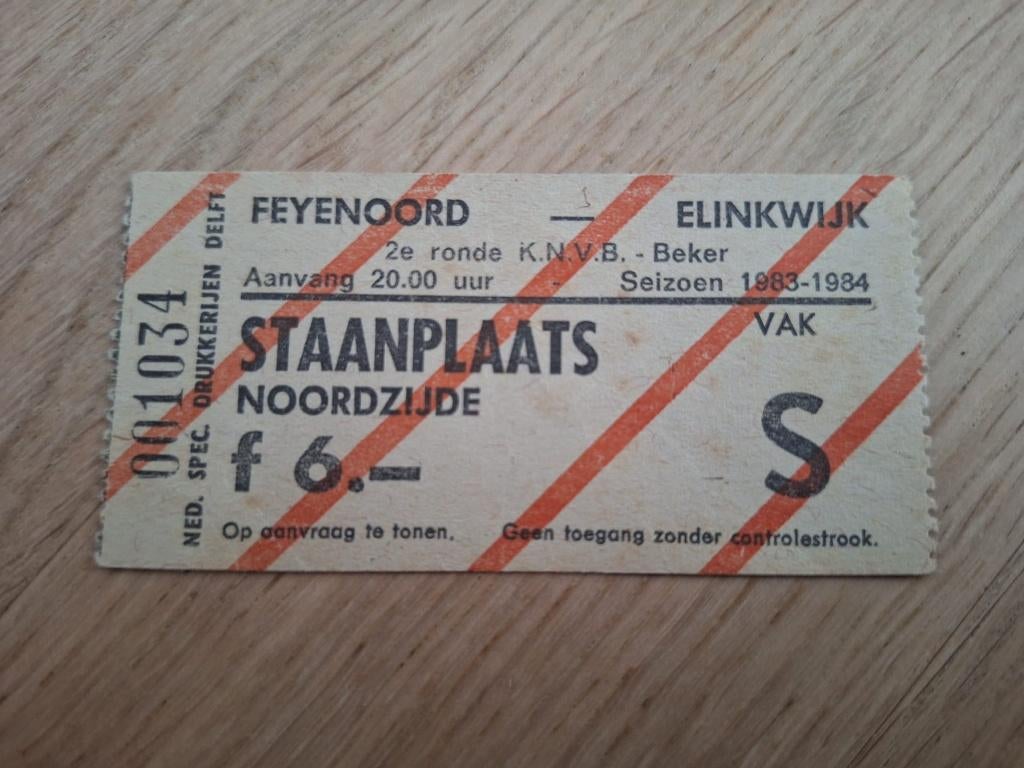 FEYENOORD — ELINKWIJK
2e ronde K.N.V.B. - Beker
Aanvang 20.00 uur - Seizoen 1983-1984
STAANPLAATS
NOORDZIJDE
f 6.—
VAK
S
Op aanvraag te tonen. Geen toegang zonder controlestrook.
001034
NED. SPEC. DRUKKERIJEN DELFT